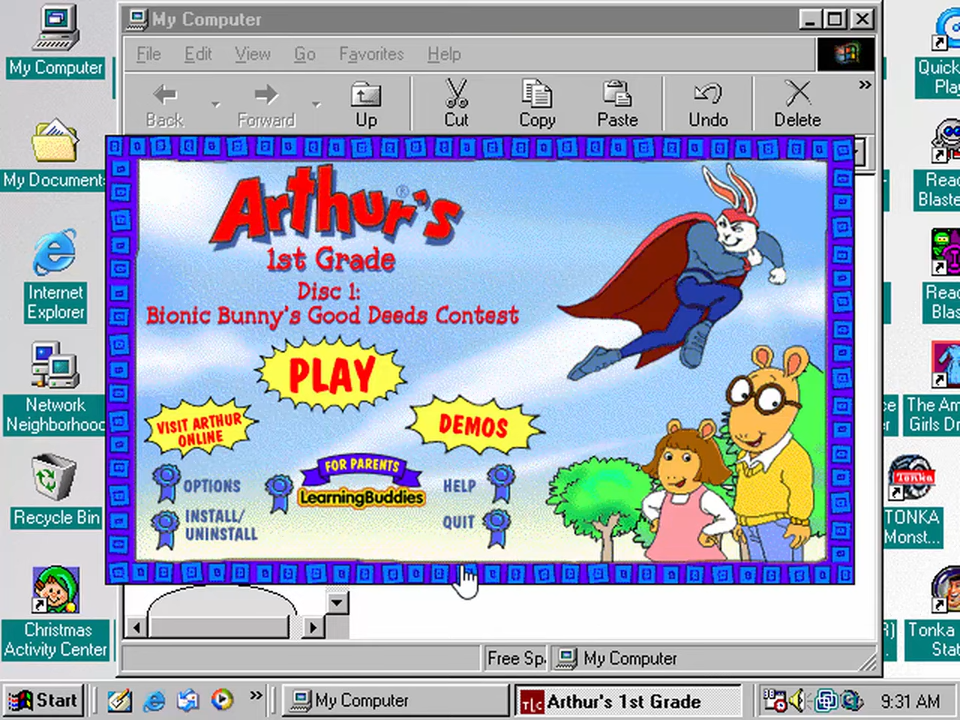 My Computer
File Edit View Go Favorites Help
Back Forward Up Cut Copy Paste Undo Delete
My Computer
My Document
Internet
Explorer
Network
Neighborhoo
Recycle Bin
Christmas
Activity Center
Arthur's®
1st Grade
Disc 1:
Bionic Bunny's Good Deeds Contest
PLAY
VISIT ARTHUR
ONLINE
DEMOS
FOR PARENTS
LearningBuddies
OPTIONS
HELP
INSTALL/
UNINSTALL
QUIT
Quick
Play
Read
Blaste
Read
Blas
The Am
Girls Dr
TONKA
TONKA
Monst...
Tonka
Stat
Free Sp
My Computer
Start
My Computer
TLC
Arthur's 1st Grade
9:31 AM